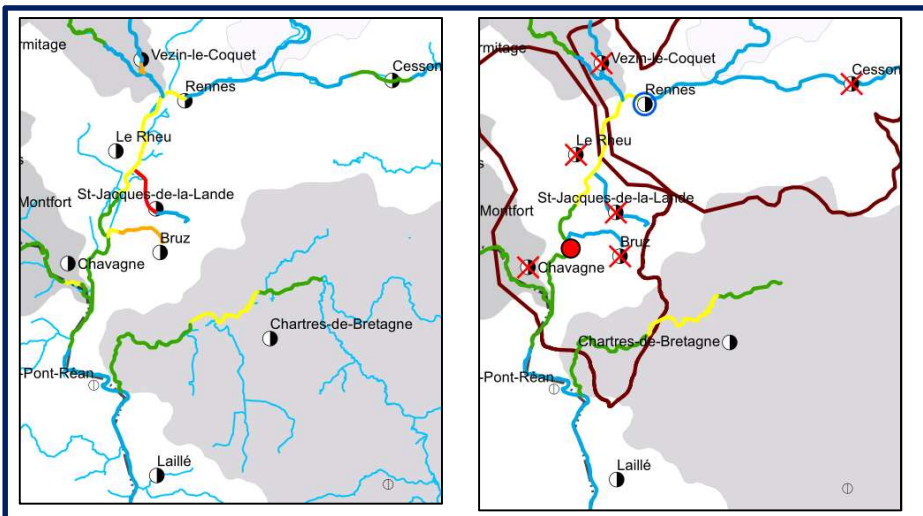 rmitage
Vezin-le-Coquet
Rennes
Cesson
Le Rheu
St-Jacques-de-la-Lande
Montfort
Bruz
Chavagne
Chartres-de-Bretagne
-Pont-Réan
Laillé
rmitage
Vezin-le-Coquet
Cesson
Rennes
Le Rheu
St-Jacques-de-la-Lande
Montfort
Bruz
Chavagne
Chartres-de-Bretagne
-Pont-Réan
Laillé